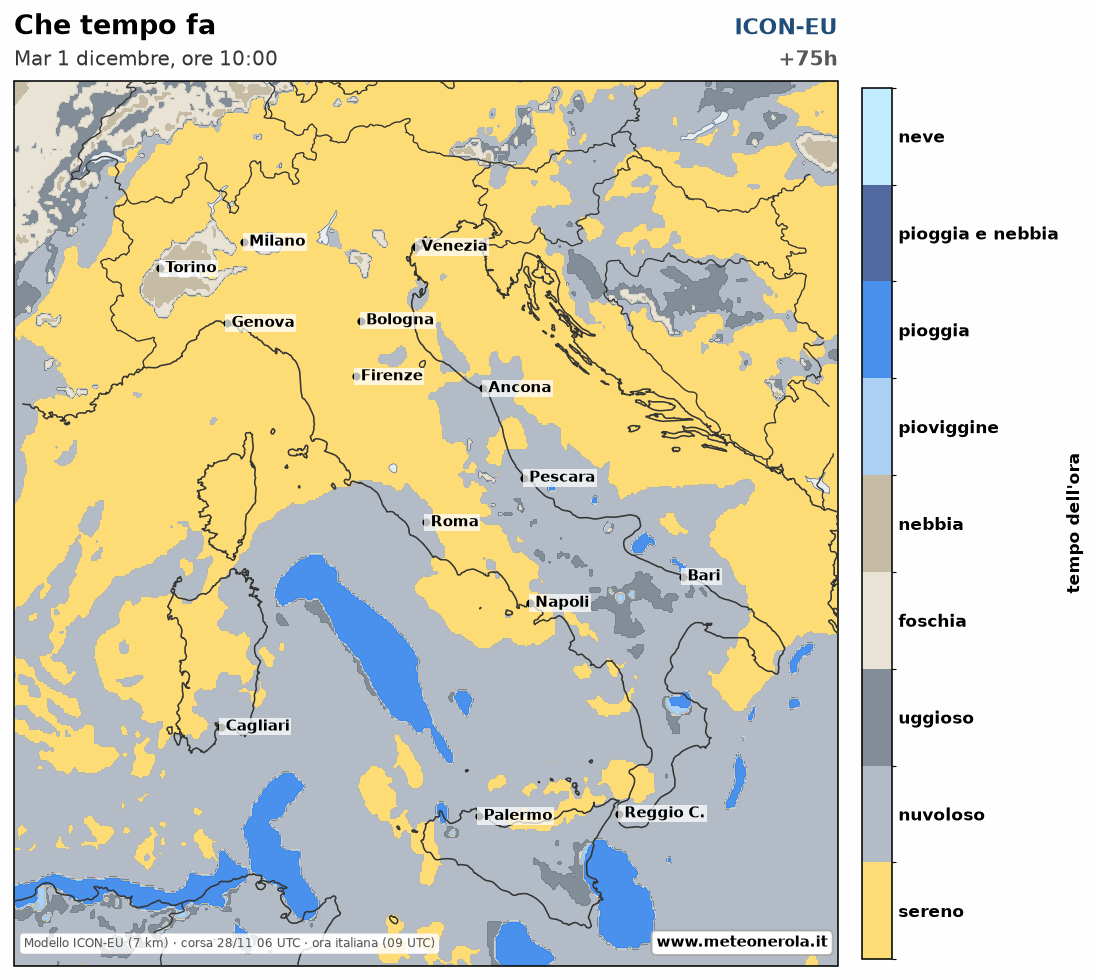 Che tempo fa
ICON-EU
Mar 1 dicembre, ore 10:00
+75h
neve
pioggia e nebbia
pioggia
pioviggine
nebbia
foschia
uggioso
nuvoloso
sereno
tempo dell'ora
Milano
Venezia
Torino
Genova
Bologna
Firenze
Ancona
Pescara
Roma
Bari
Napoli
Cagliari
Palermo
Reggio C.
Modello ICON-EU (7 km) · corsa 28/11 06 UTC · ora italiana (09 UTC)
www.meteonerola.it